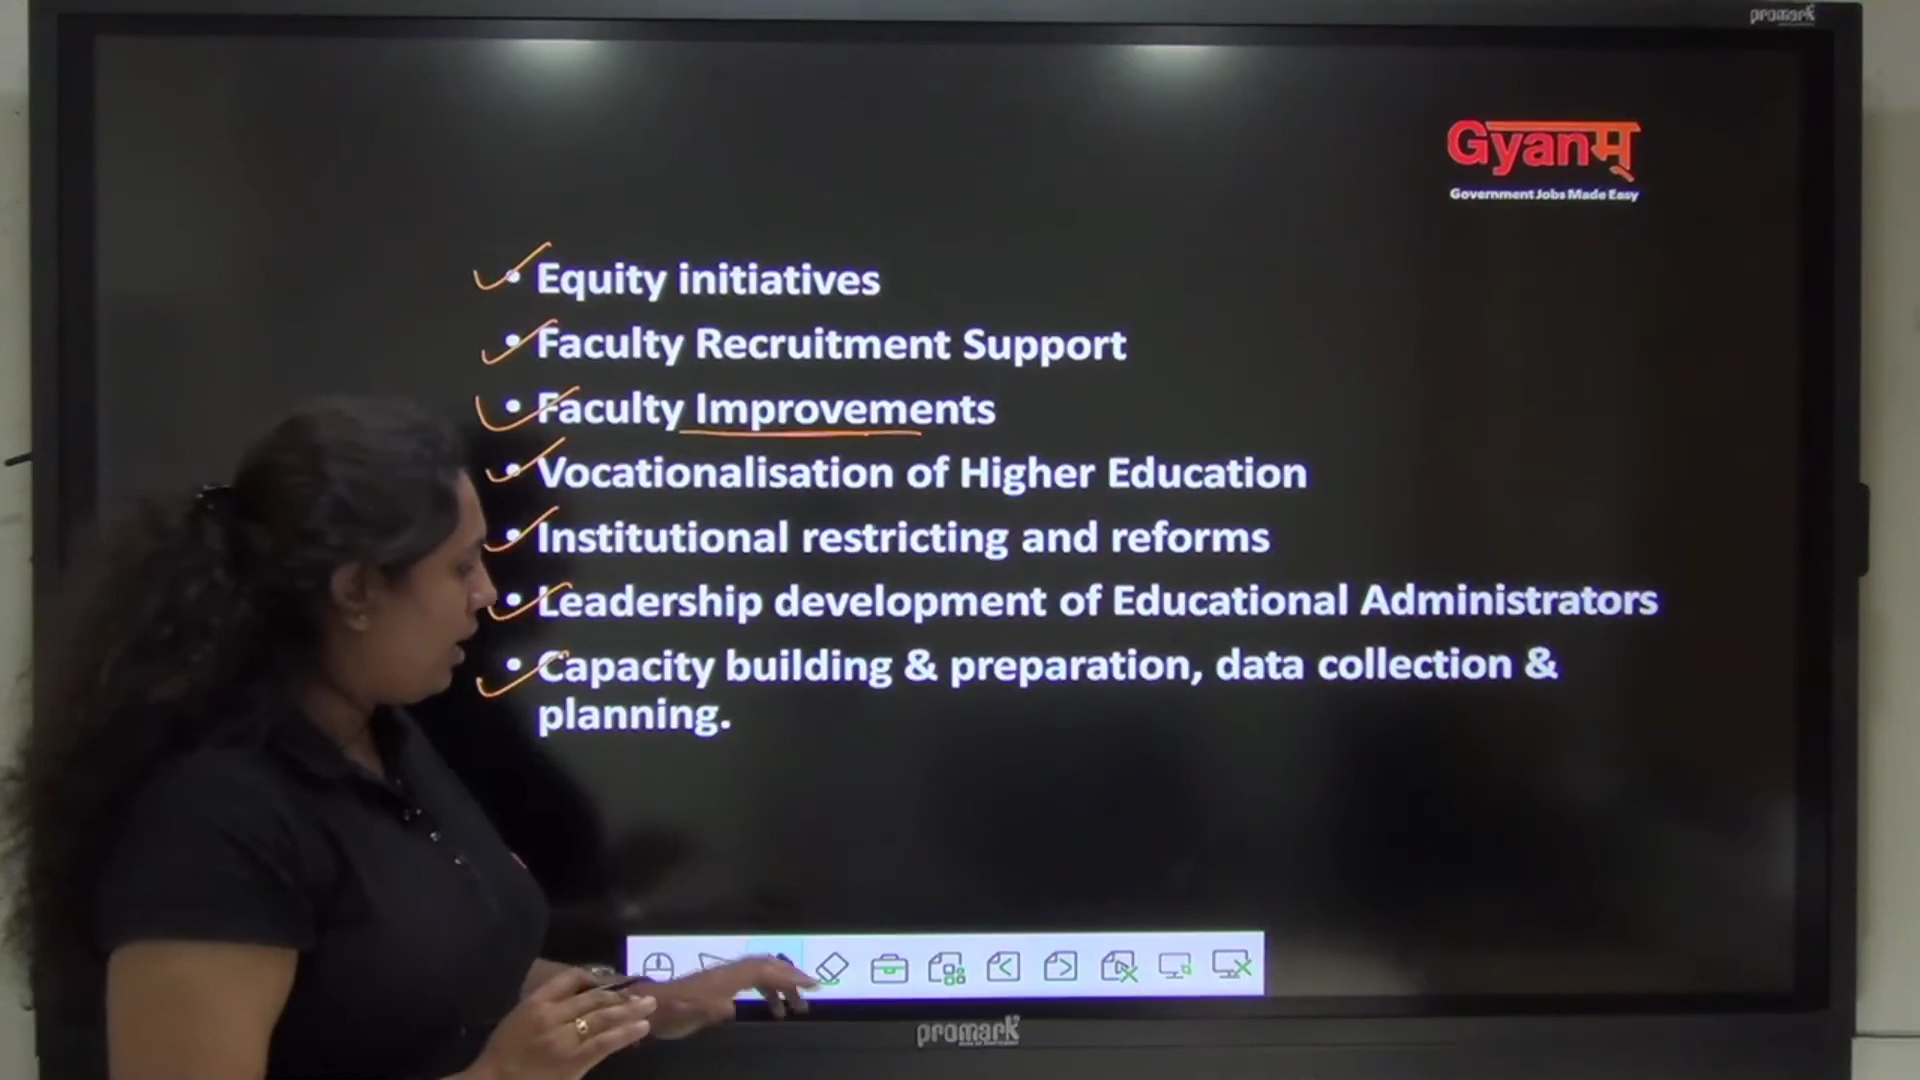 promark
Gyanम्
Government Jobs Made Easy
• Equity initiatives
• Faculty Recruitment Support
• Faculty Improvements
• Vocationalisation of Higher Education
• Institutional restricting and reforms
• Leadership development of Educational Administrators
• Capacity building & preparation, data collection &
planning.
promark